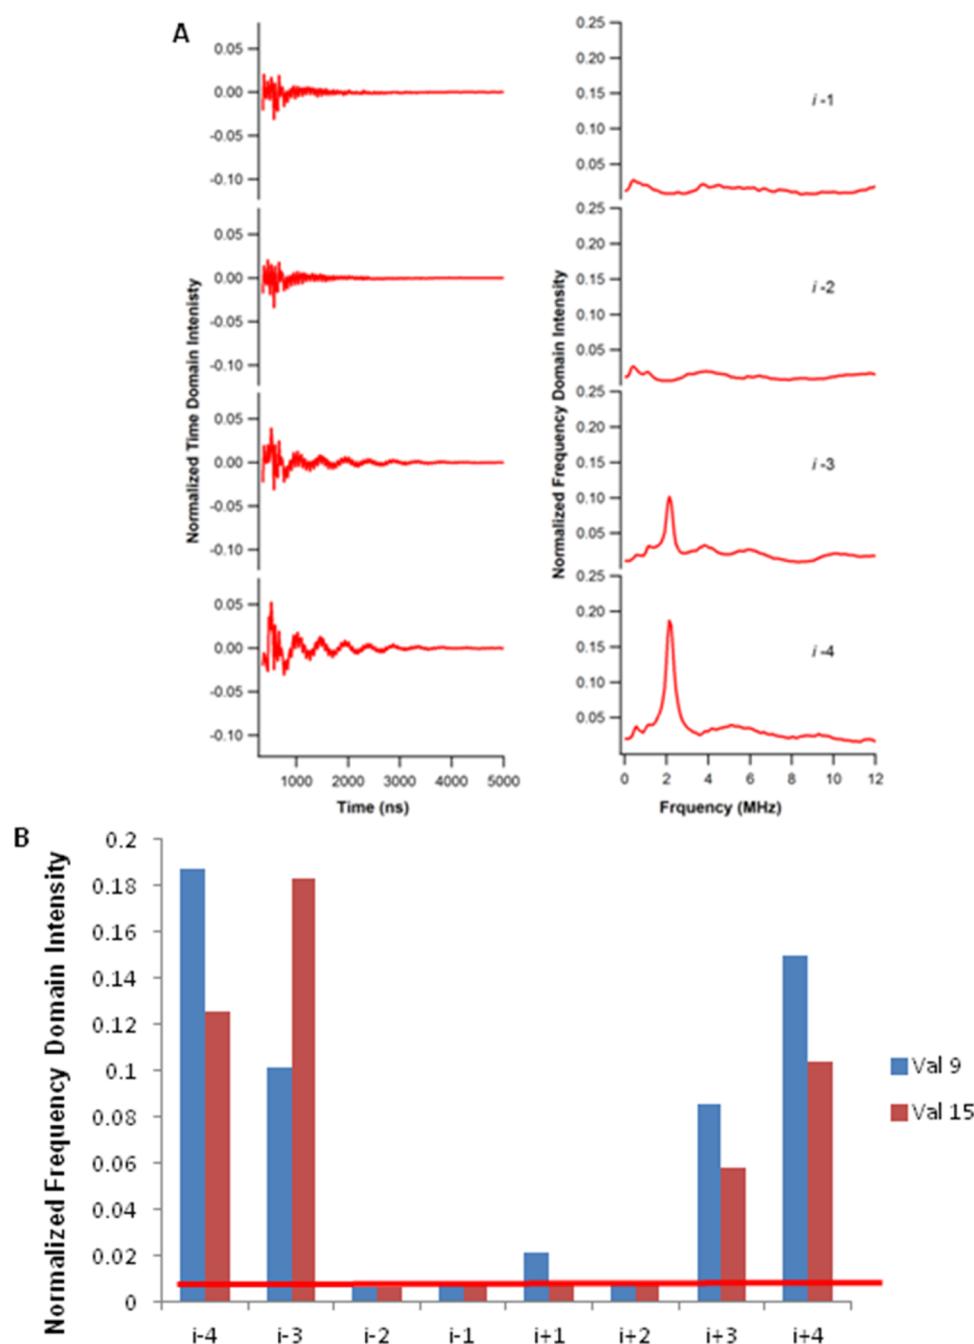 A
0.05
0.00
-0.05
-0.10
0.05
0.00
-0.05
-0.10
0.05
0.00
-0.05
-0.10
0.05
0.00
-0.05
-0.10
Normalized Time Domain Intenisty
1000 2000 3000 4000 5000
Time (ns)
0.25
0.20
0.15
0.10
0.05
i -1
0.25
0.20
0.15
0.10
0.05
i -2
0.25
0.20
0.15
0.10
0.05
i -3
0.25
0.20
0.15
0.10
0.05
i -4
Normalized Frequency Domain Intensity
0 2 4 6 8 10 12
Frquency (MHz)
B
Normalized Frequency Domain Intensity
0.2
0.18
0.16
0.14
0.12
0.1
0.08
0.06
0.04
0.02
0
i-4 i-3 i-2 i-1 i+1 i+2 i+3 i+4
Val 9
Val 15